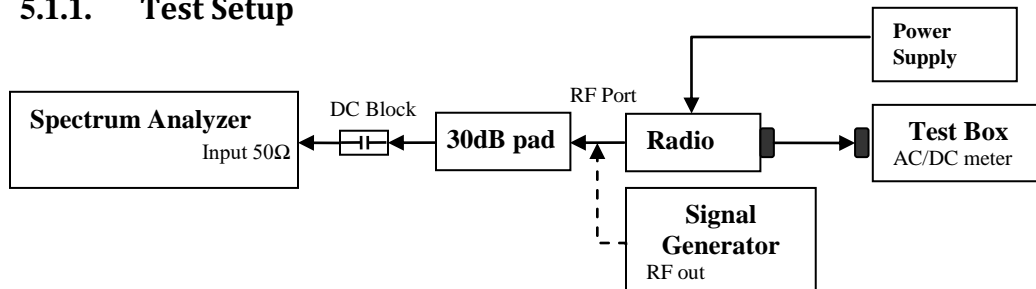 5.1.1. Test Setup
Power
Supply
RF Port
DC Block
Spectrum Analyzer
Input 50Ω
30dB pad
Radio
Test Box
AC/DC meter
Signal
Generator
RF out